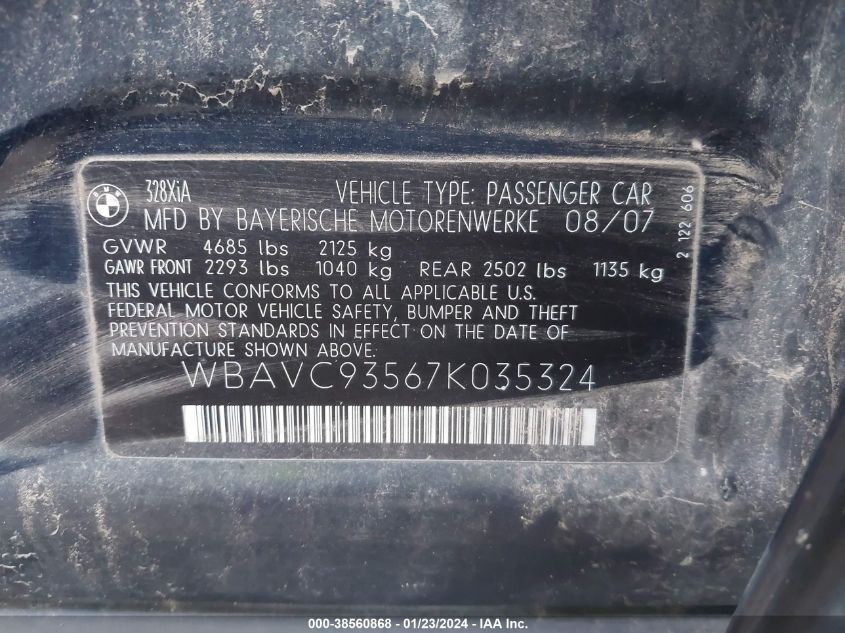 BMW
328XiA VEHICLE TYPE: PASSENGER CAR
MFD BY BAYERISCHE MOTORENWERKE 08/07
GVWR 4685 lbs 2125 kg
GAWR FRONT 2293 lbs 1040 kg REAR 2502 lbs 1135 kg
THIS VEHICLE CONFORMS TO ALL APPLICABLE U.S.
FEDERAL MOTOR VEHICLE SAFETY, BUMPER AND THEFT
PREVENTION STANDARDS IN EFFECT ON THE DATE OF
MANUFACTURE SHOWN ABOVE.
WBAVC93567K035324
2 122 606
000-38560868 - 01/23/2024 - IAA Inc.